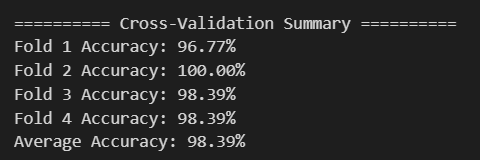 ========== Cross-Validation Summary ==========
Fold 1 Accuracy: 96.77%
Fold 2 Accuracy: 100.00%
Fold 3 Accuracy: 98.39%
Fold 4 Accuracy: 98.39%
Average Accuracy: 98.39%